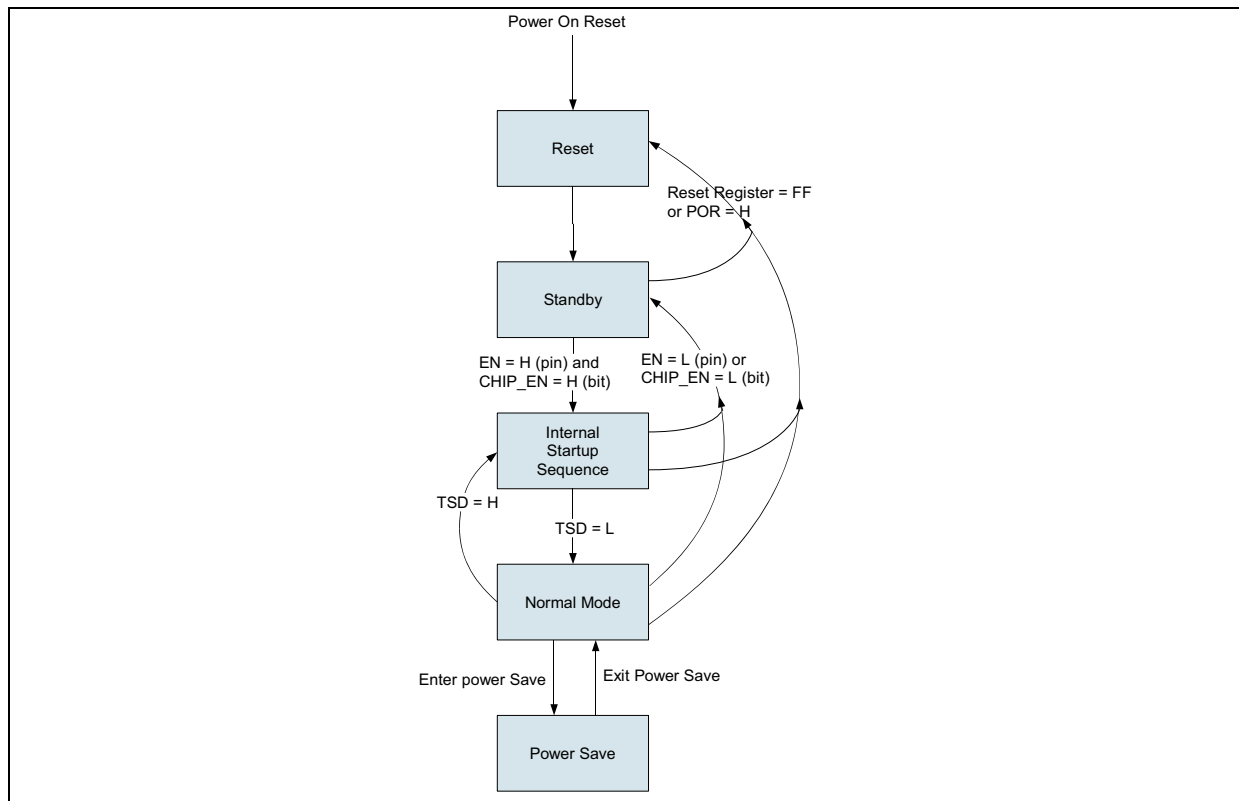 Power On Reset
Reset
Reset Register = FF
or POR = H
Standby
EN = H (pin) and
CHIP_EN = H (bit)
EN = L (pin) or
CHIP_EN = L (bit)
Internal
Startup
Sequence
TSD = H
TSD = L
Normal Mode
Enter power Save
Exit Power Save
Power Save